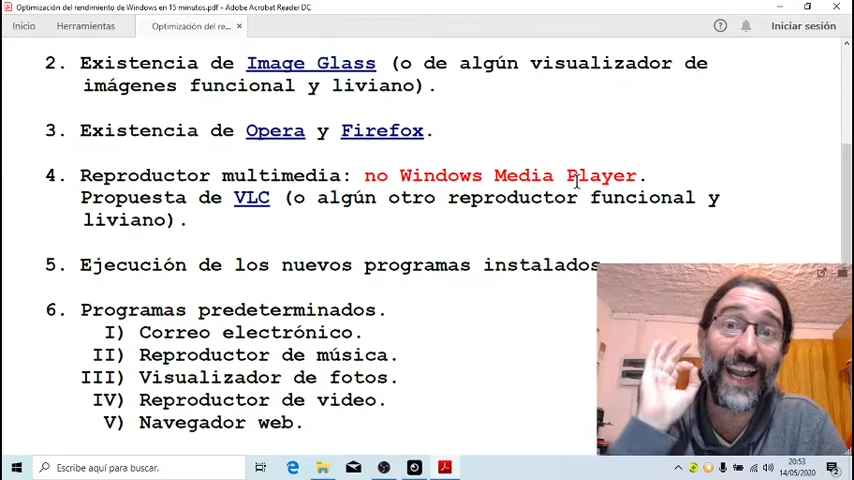 Optimización del rendimiento de Windows en 15 minutos.pdf - Adobe Acrobat Reader DC
Inicio Herramientas Optimización del re... × Iniciar sesión
2. Existencia de Image Glass (o de algún visualizador de
imágenes funcional y liviano).
3. Existencia de Opera y Firefox.
4. Reproductor multimedia: no Windows Media Player.
Propuesta de VLC (o algún otro reproductor funcional y
liviano).
5. Ejecución de los nuevos programas instalados
6. Programas predeterminados.
I) Correo electrónico.
II) Reproductor de música.
III) Visualizador de fotos.
IV) Reproductor de video.
V) Navegador web.
Escribe aquí para buscar.
20:53
14/05/2020
2